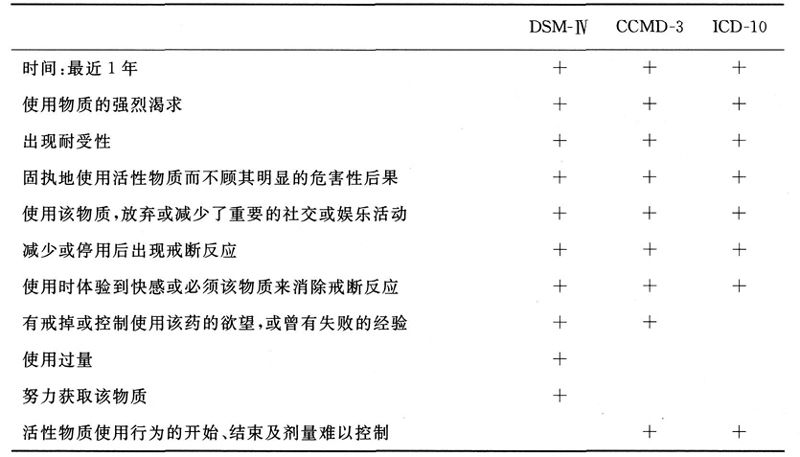 DSM-Ⅳ CCMD-3 ICD-10
时间:最近1年 + + +
使用物质的强烈渴求 + + +
出现耐受性 + + +
固执地使用活性物质而不顾其明显的危害性后果 + + +
使用该物质,放弃或减少了重要的社交或娱乐活动 + + +
减少或停用后出现戒断反应 + + +
使用时体验到快感或必须该物质来消除戒断反应 + + +
有戒掉或控制使用该药的欲望,或曾有失败的经验 + +
使用过量 +
努力获取该物质 +
活性物质使用行为的开始、结束及剂量难以控制 + +